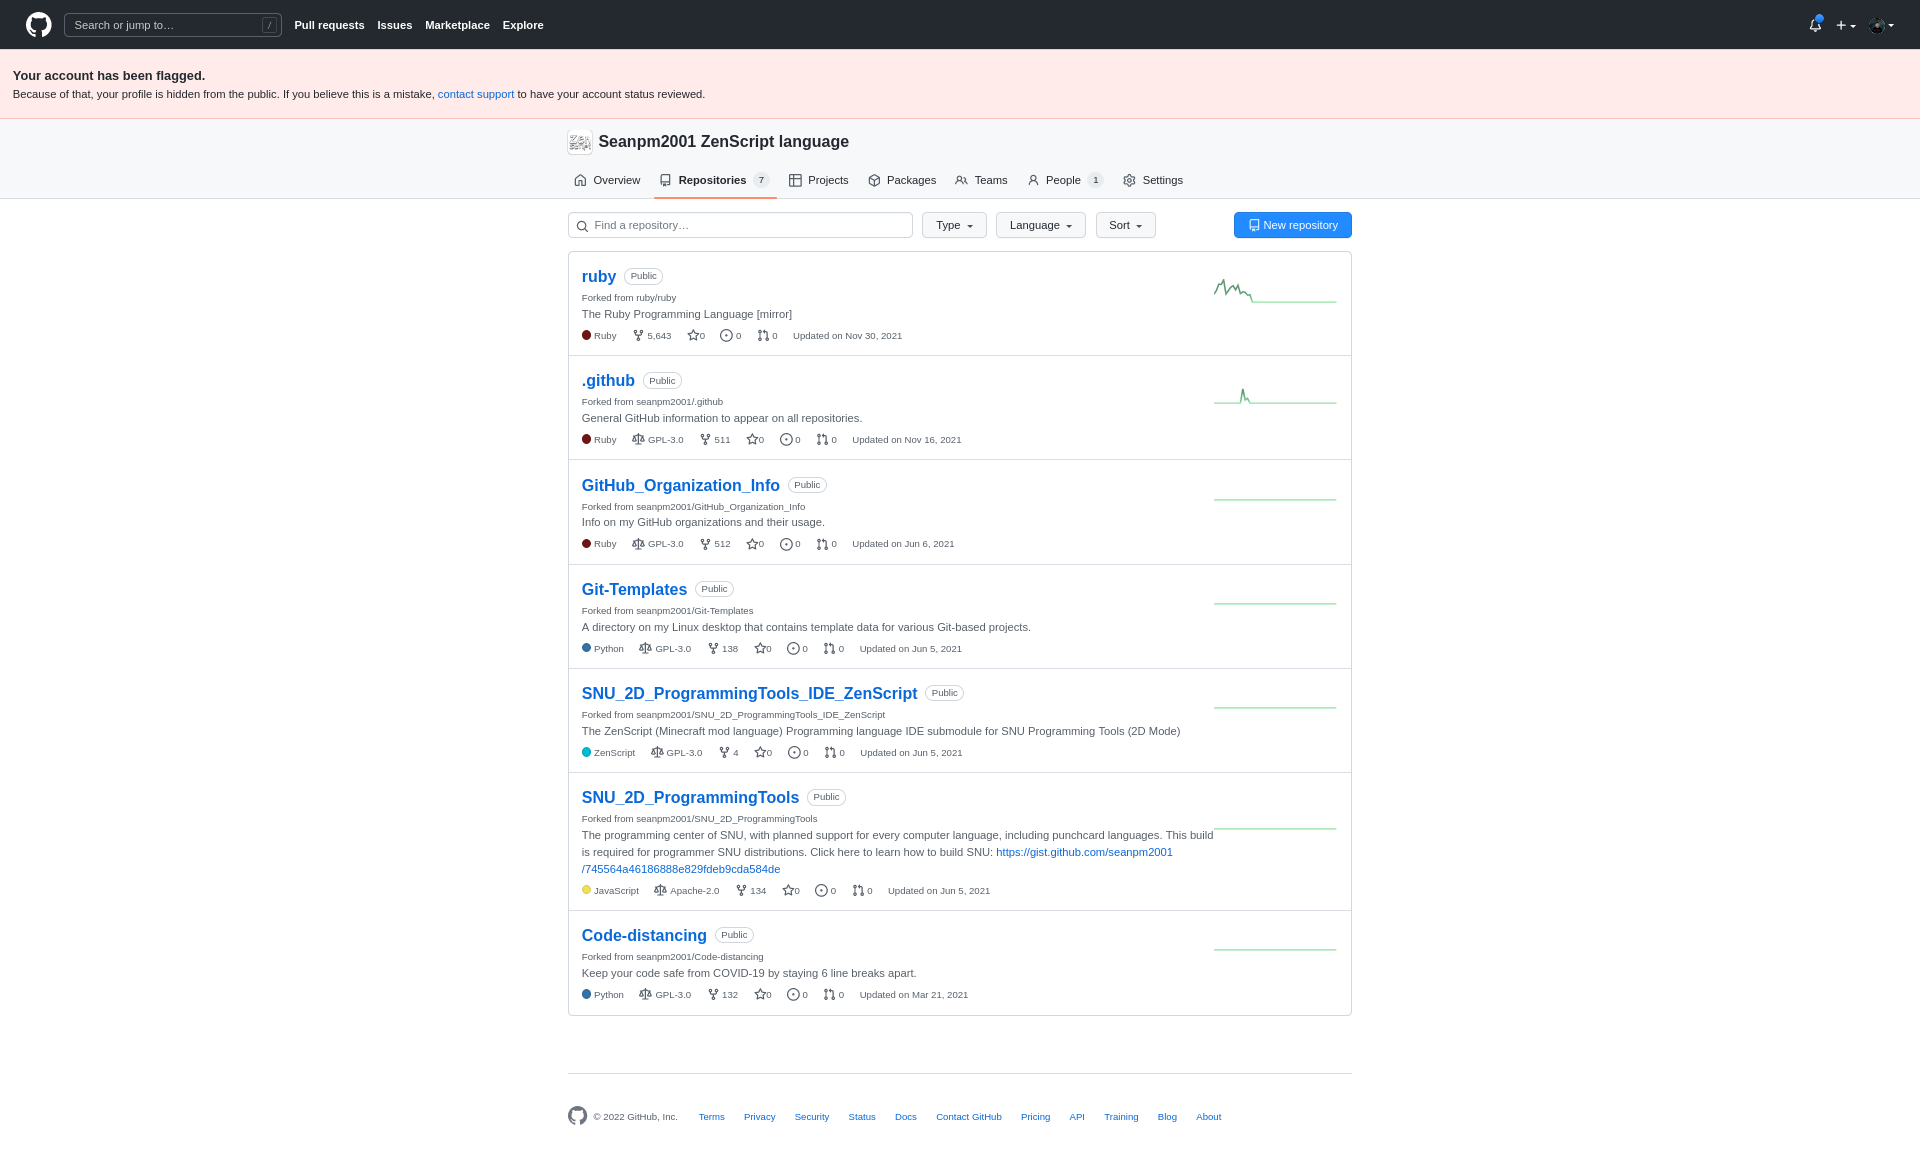 Search or jump to… /
Pull requests Issues Marketplace Explore
Your account has been flagged.
Because of that, your profile is hidden from the public. If you believe this is a mistake, contact support to have your account status reviewed.
Seanpm2001 ZenScript language
Overview Repositories 7 Projects Packages Teams People 1 Settings
Find a repository… Type Language Sort New repository
ruby Public
Forked from ruby/ruby
The Ruby Programming Language [mirror]
Ruby 5,643 0 0 0 Updated on Nov 30, 2021
.github Public
Forked from seanpm2001/.github
General GitHub information to appear on all repositories.
Ruby GPL-3.0 511 0 0 0 Updated on Nov 16, 2021
GitHub_Organization_Info Public
Forked from seanpm2001/GitHub_Organization_Info
Info on my GitHub organizations and their usage.
Ruby GPL-3.0 512 0 0 0 Updated on Jun 6, 2021
Git-Templates Public
Forked from seanpm2001/Git-Templates
A directory on my Linux desktop that contains template data for various Git-based projects.
Python GPL-3.0 138 0 0 0 Updated on Jun 5, 2021
SNU_2D_ProgrammingTools_IDE_ZenScript Public
Forked from seanpm2001/SNU_2D_ProgrammingTools_IDE_ZenScript
The ZenScript (Minecraft mod language) Programming language IDE submodule for SNU Programming Tools (2D Mode)
ZenScript GPL-3.0 4 0 0 0 Updated on Jun 5, 2021
SNU_2D_ProgrammingTools Public
Forked from seanpm2001/SNU_2D_ProgrammingTools
The programming center of SNU, with planned support for every computer language, including punchcard languages. This build
is required for programmer SNU distributions. Click here to learn how to build SNU: https://gist.github.com/seanpm2001
/745564a46186888e829fdeb9cda584de
JavaScript Apache-2.0 134 0 0 0 Updated on Jun 5, 2021
Code-distancing Public
Forked from seanpm2001/Code-distancing
Keep your code safe from COVID-19 by staying 6 line breaks apart.
Python GPL-3.0 132 0 0 0 Updated on Mar 21, 2021
© 2022 GitHub, Inc. Terms Privacy Security Status Docs Contact GitHub Pricing API Training Blog About